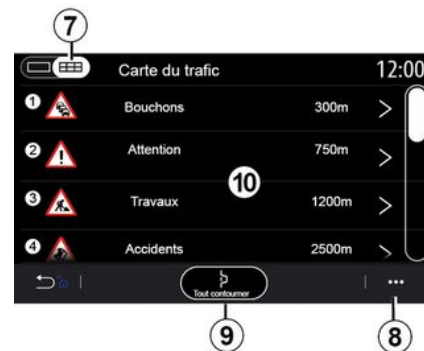 7
Carte du trafic 12:00
1 Bouchons 300m
2 Attention 750m
10
3 Travaux 1200m
4 Accidents 2500m
Tout contourner
9 8